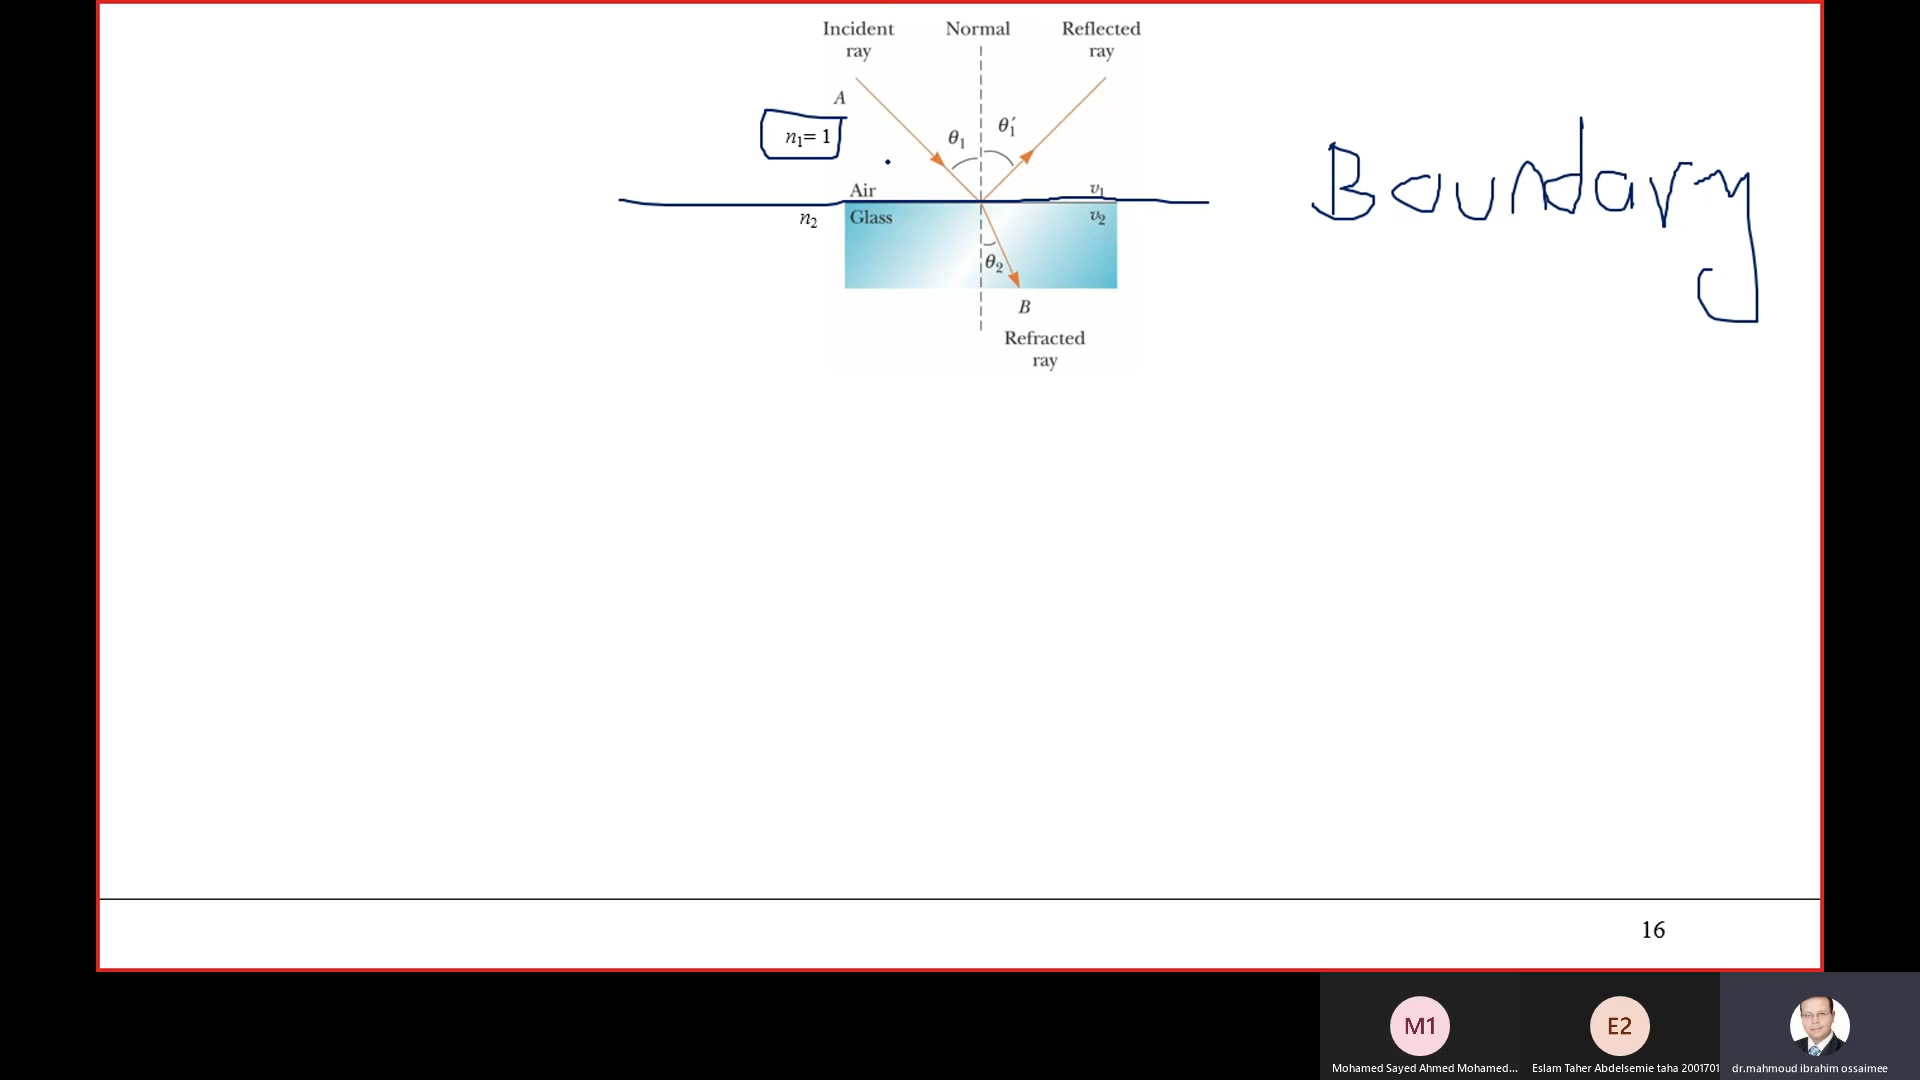 Incident Normal Reflected
ray ray
A
n₁= 1
θ₁ θ′₁
Boundary
Air v₁
n₂ Glass v₂
θ₂
B
Refracted
ray
16
M1 E2
Mohamed Sayed Ahmed Mohamed... Eslam Taher Abdelsemie taha 2001701 dr.mahmoud ibrahim ossaimee